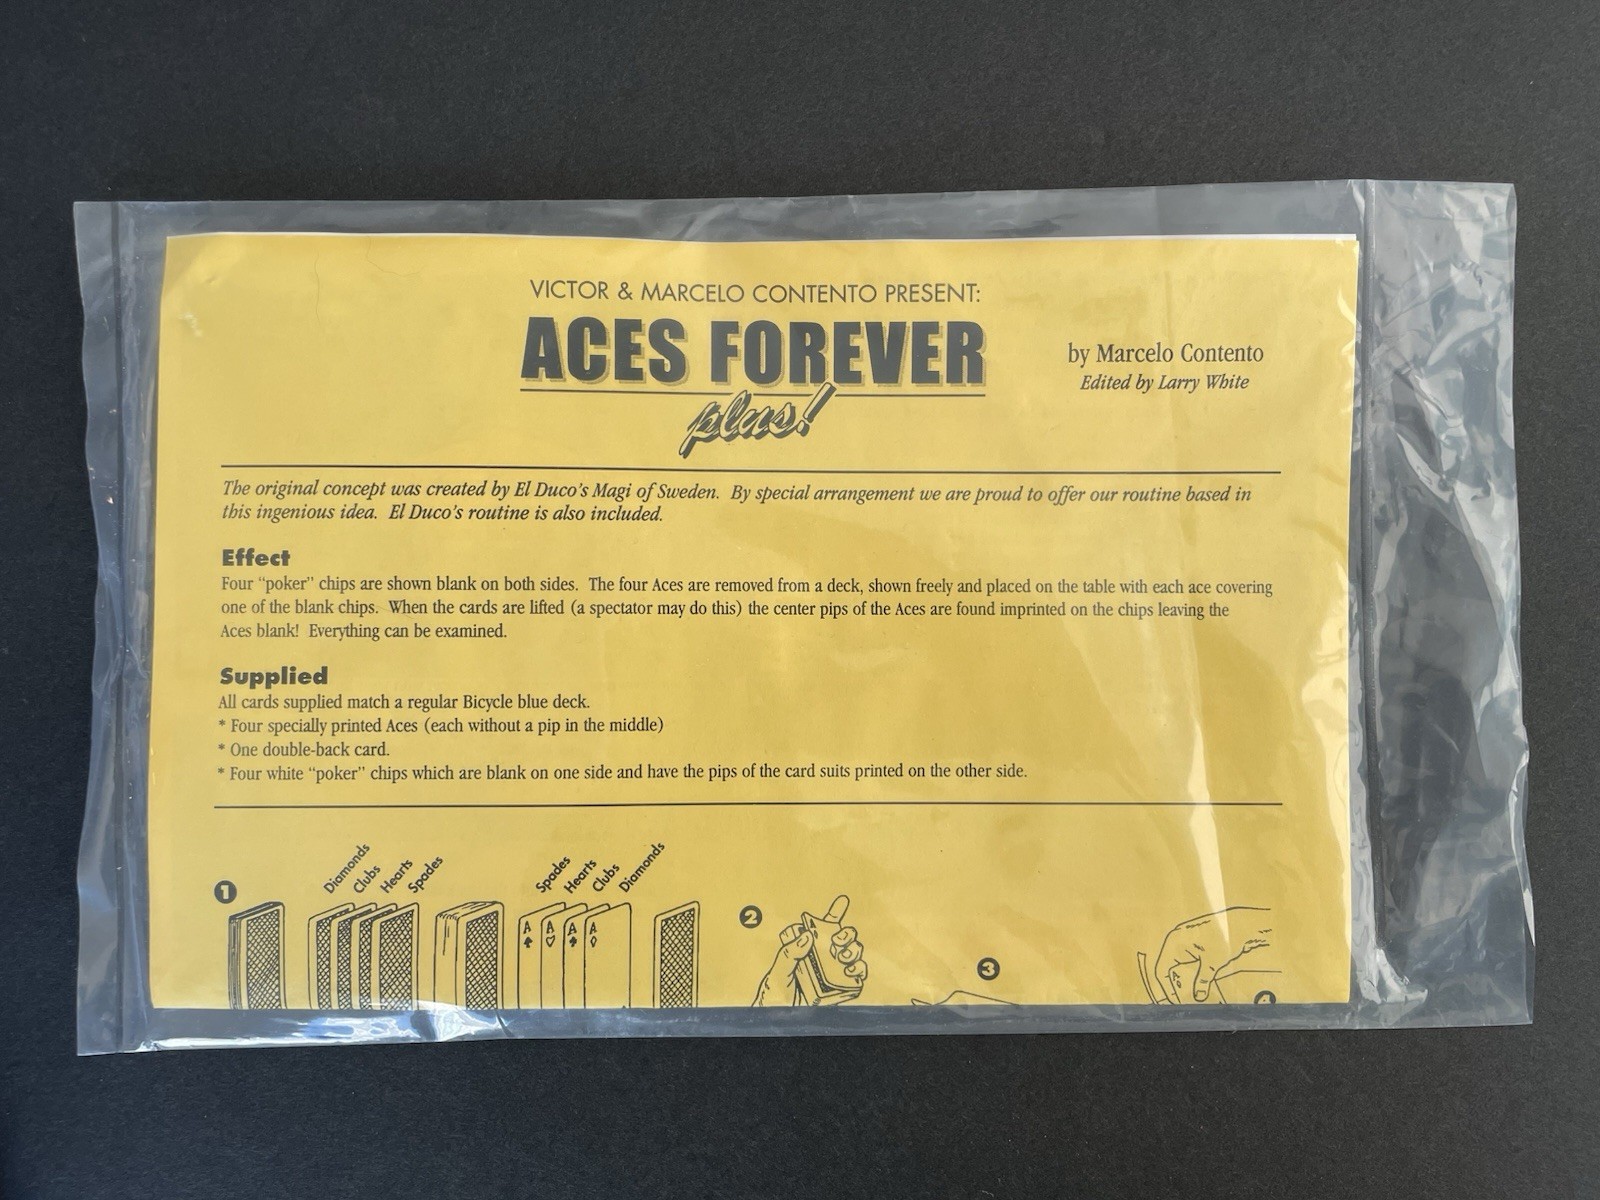 VICTOR & MARCELO CONTENTO PRESENT:
ACES FOREVER
plus!
by Marcelo Contento
Edited by Larry White
The original concept was created by El Duco's Magi of Sweden.  By special arrangement we are proud to offer our routine based in
this ingenious idea.  El Duco's routine is also included.
Effect
Four “poker” chips are shown blank on both sides.  The four Aces are removed from a deck, shown freely and placed on the table with each ace covering
one of the blank chips.  When the cards are lifted (a spectator may do this) the center pips of the Aces are found imprinted on the chips leaving the
Aces blank!  Everything can be examined.
Supplied
All cards supplied match a regular Bicycle blue deck.
* Four specially printed Aces (each without a pip in the middle)
* One double-back card.
* Four white “poker” chips which are blank on one side and have the pips of the card suits printed on the other side.
1
Diamonds
Clubs
Hearts
Spades
Spades
Hearts
Clubs
Diamonds
A A A A
2
A
3
A
4